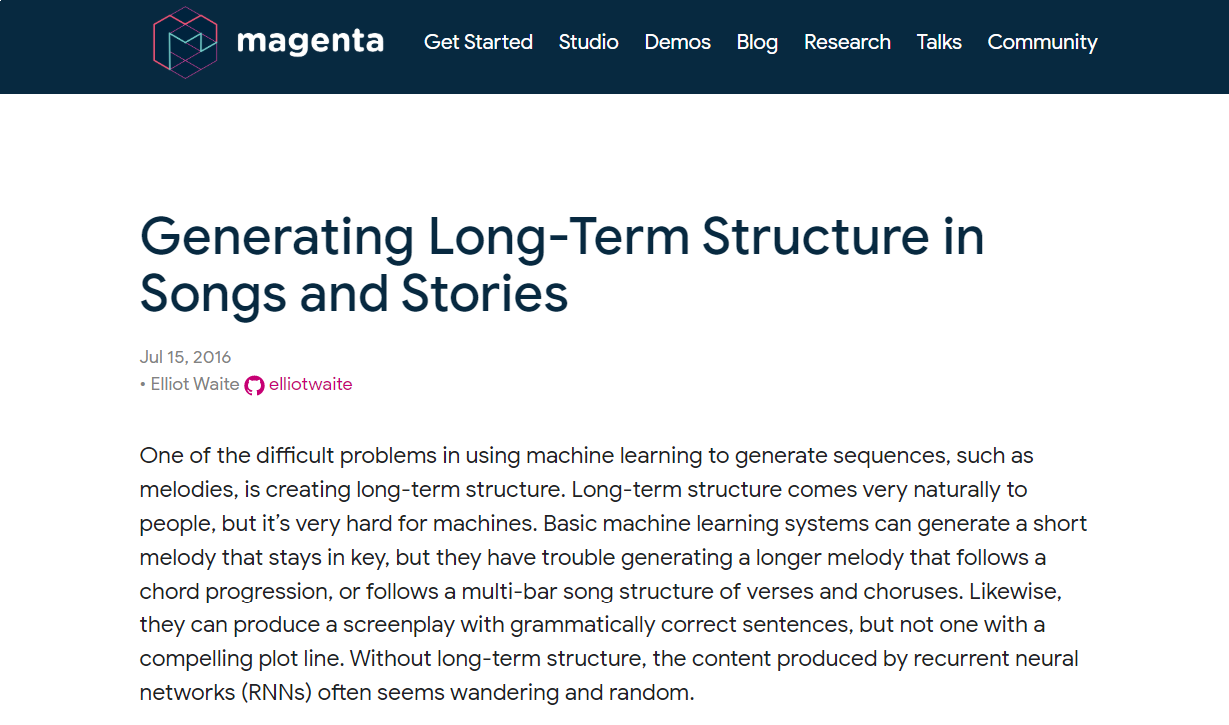 magenta Get Started Studio Demos Blog Research Talks Community
Generating Long-Term Structure in
Songs and Stories
Jul 15, 2016
• Elliot Waite elliotwaite
One of the difficult problems in using machine learning to generate sequences, such as
melodies, is creating long-term structure. Long-term structure comes very naturally to
people, but it’s very hard for machines. Basic machine learning systems can generate a short
melody that stays in key, but they have trouble generating a longer melody that follows a
chord progression, or follows a multi-bar song structure of verses and choruses. Likewise,
they can produce a screenplay with grammatically correct sentences, but not one with a
compelling plot line. Without long-term structure, the content produced by recurrent neural
networks (RNNs) often seems wandering and random.